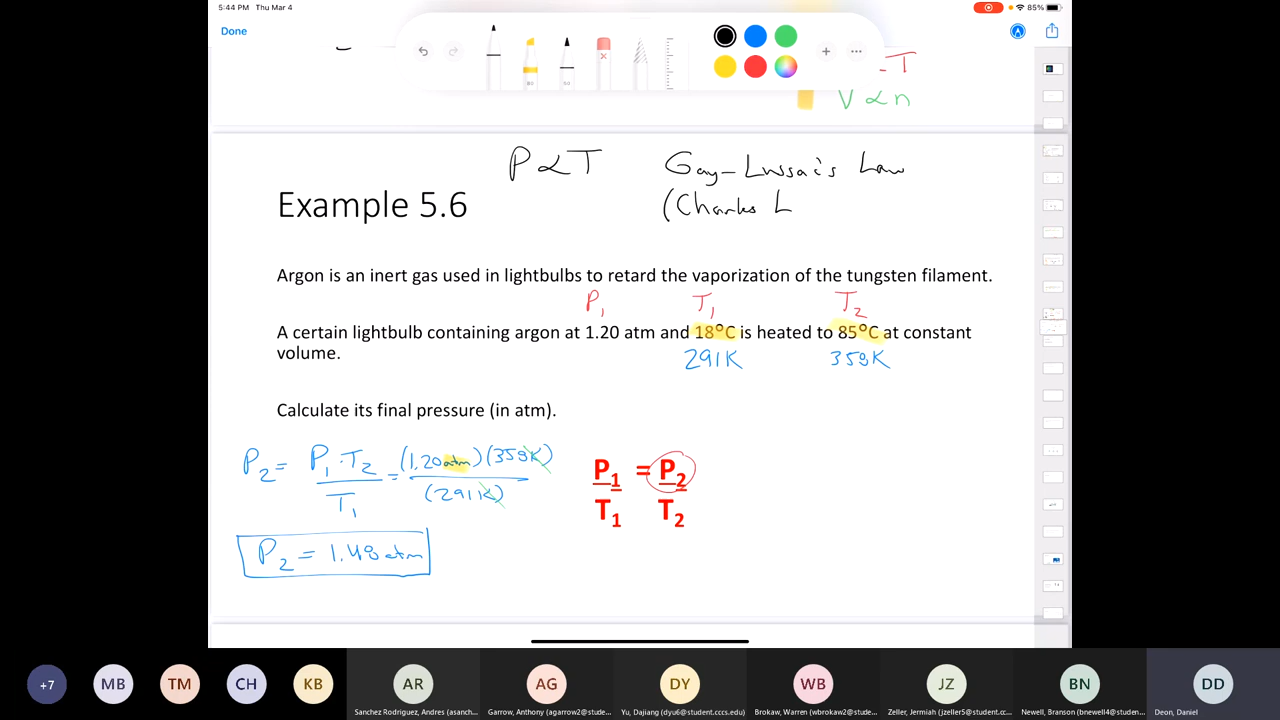 5:44 PM Thu Mar 4
85%
Done
-T
V ∝ n
P ∝ T Gay-Lussac's Law
Example 5.6 (Charles L
Argon is an inert gas used in lightbulbs to retard the vaporization of the tungsten filament.
P₁ T₁ T₂
A certain lightbulb containing argon at 1.20 atm and 18°C is heated to 85°C at constant
volume.
291K 358K
Calculate its final pressure (in atm).
P₂ = P₁·T₂ / T₁ = (1.20atm)(358K) / (291K)
P₁ / T₁ = P₂ / T₂
P₂ = 1.48 atm
+7 MB TM CH KB AR AG DY WB JZ BN DD
Sanchez Rodriguez, Andres (asanch... Garrow, Anthony (agarrow2@stude... Yu, Dajiang (dyu6@student.cccs.edu) Brokaw, Warren (wbrokaw2@stude... Zeller, Jermiah (jzeller5@student.c... Newell, Branson (bnewell4@studen... Deon, Daniel